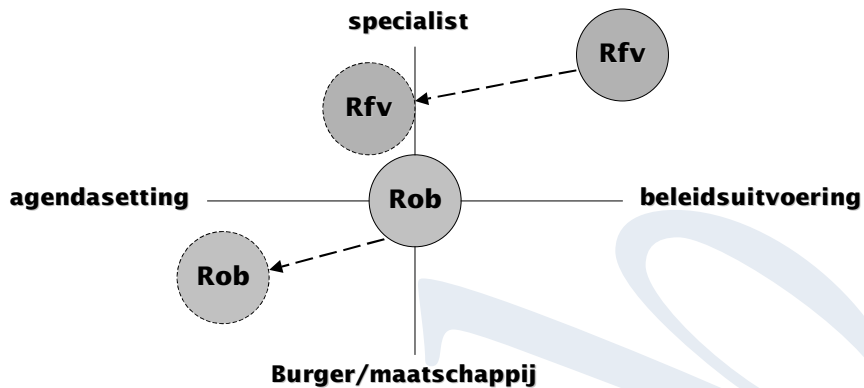 specialist
Rfv
Rfv
agendasetting
Rob
beleidsuitvoering
Rob
Burger/maatschappij